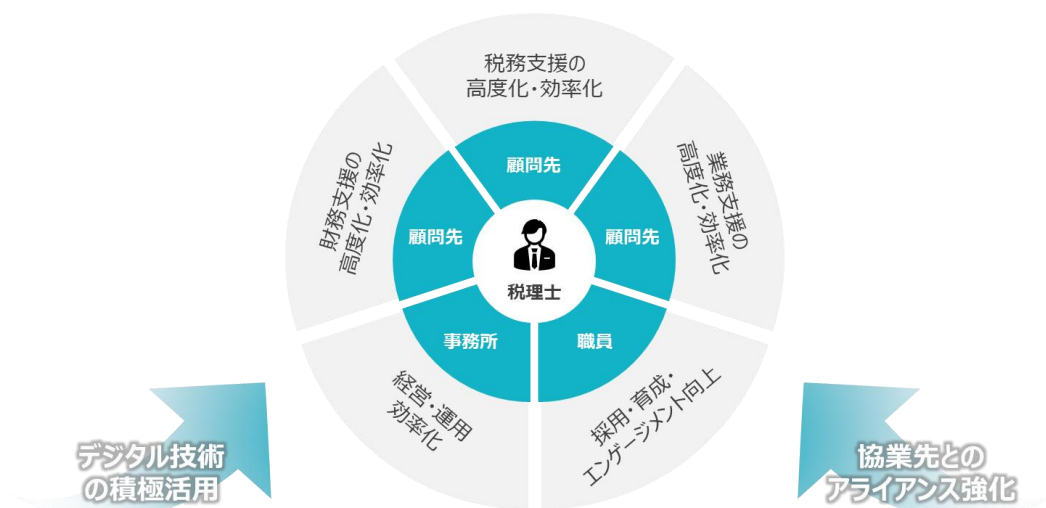 税務支援の
高度化・効率化
財務支援の
高度化・効率化
業務支援の
高度化・効率化
顧問先
顧問先
顧問先
税理士
事務所
職員
経営・運用
効率化
採用・育成・
エンゲージメント向上
デジタル技術
の積極活用
協業先との
アライアンス強化